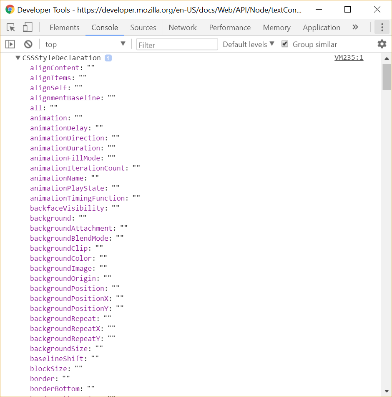 Developer Tools - https://developer.mozilla.org/en-US/docs/Web/API/Node/textCon...
Elements Console Sources Network Performance Memory Application »
top Filter Default levels ▼ Group similar
▼ CSSStyleDeclaration i VM235:1
alignContent: ""
alignItems: ""
alignSelf: ""
alignmentBaseline: ""
all: ""
animation: ""
animationDelay: ""
animationDirection: ""
animationDuration: ""
animationFillMode: ""
animationIterationCount: ""
animationName: ""
animationPlayState: ""
animationTimingFunction: ""
backfaceVisibility: ""
background: ""
backgroundAttachment: ""
backgroundBlendMode: ""
backgroundClip: ""
backgroundColor: ""
backgroundImage: ""
backgroundOrigin: ""
backgroundPosition: ""
backgroundPositionX: ""
backgroundPositionY: ""
backgroundRepeat: ""
backgroundRepeatX: ""
backgroundRepeatY: ""
backgroundSize: ""
baselineShift: ""
blockSize: ""
border: ""
borderBottom: ""